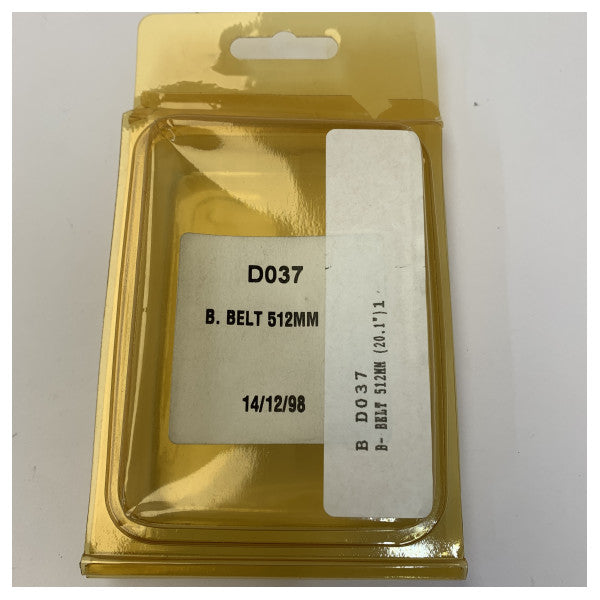 D037
B. BELT 512MM
14/12/98
B D037
B- BELT 512MM (20.1")1